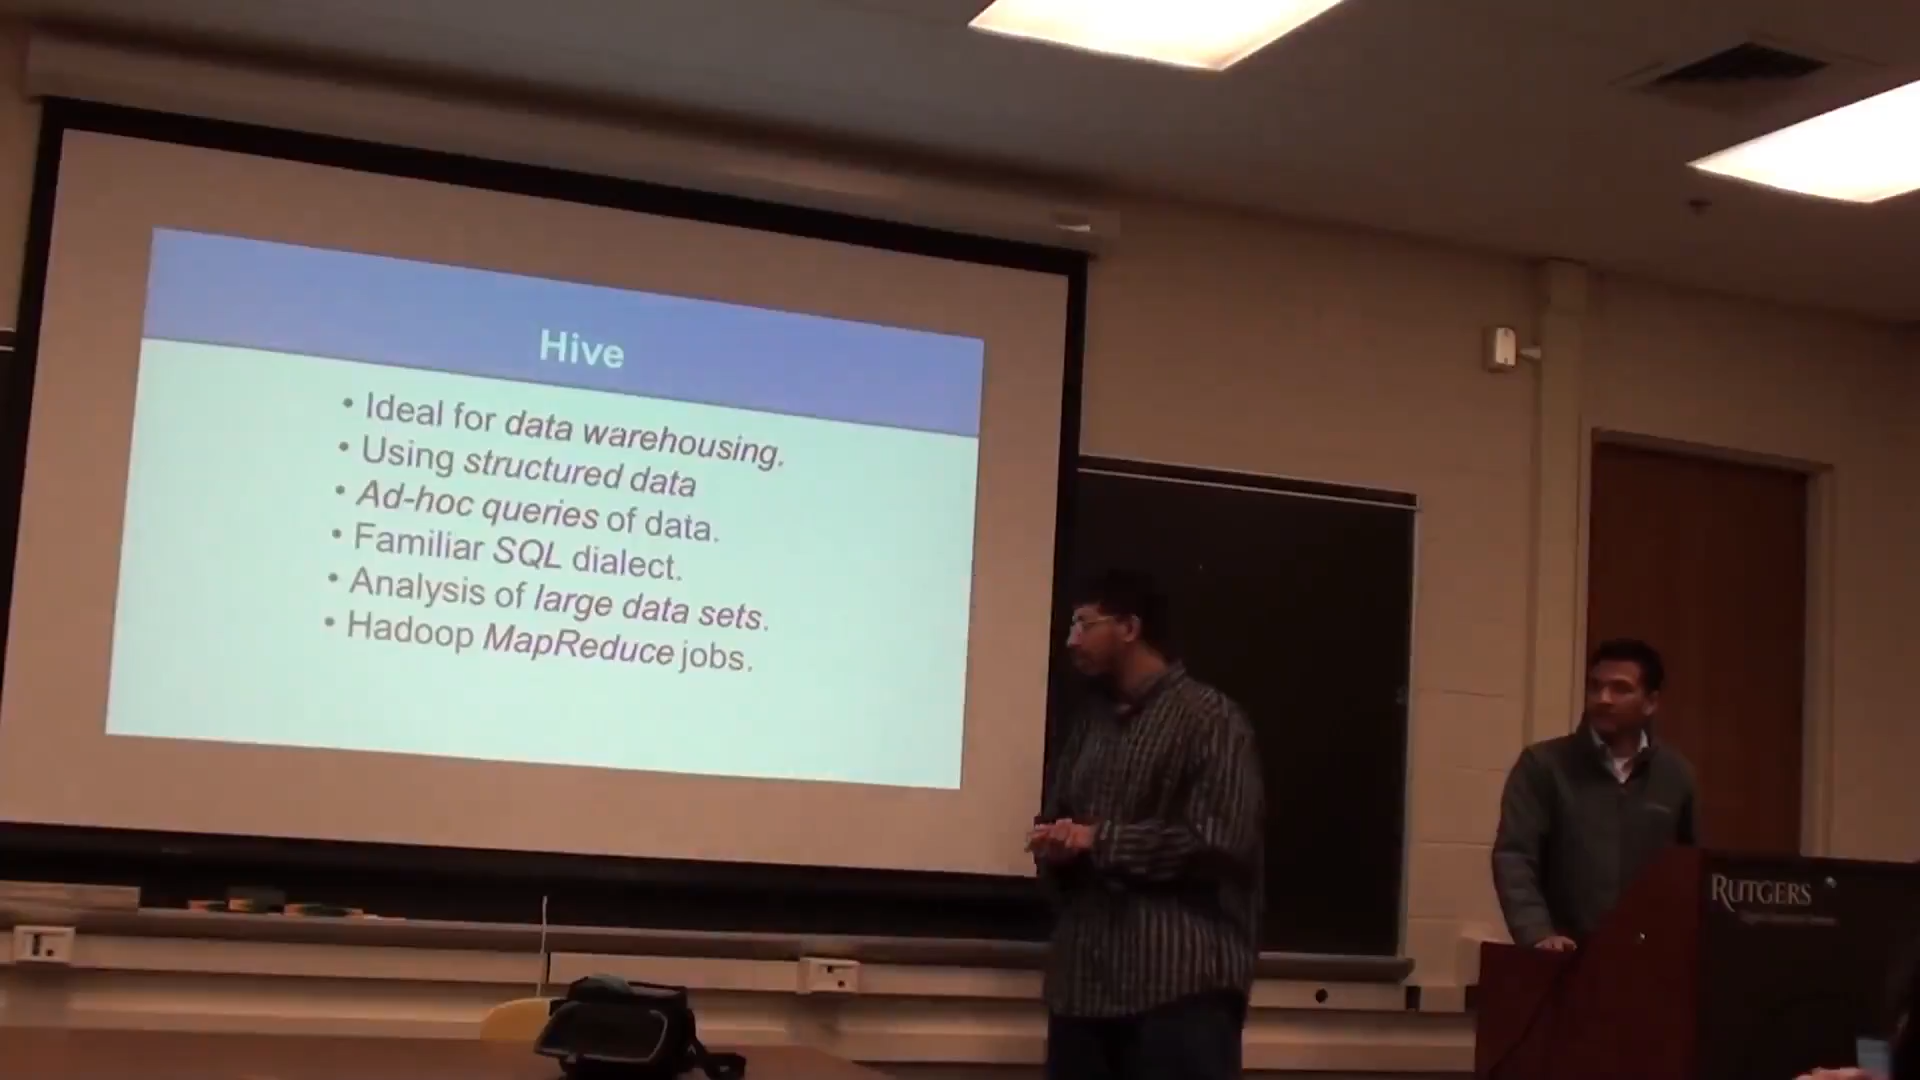 Hive
• Ideal for data warehousing.
• Using structured data
• Ad-hoc queries of data.
• Familiar SQL dialect.
• Analysis of large data sets.
• Hadoop MapReduce jobs.
RUTGERS